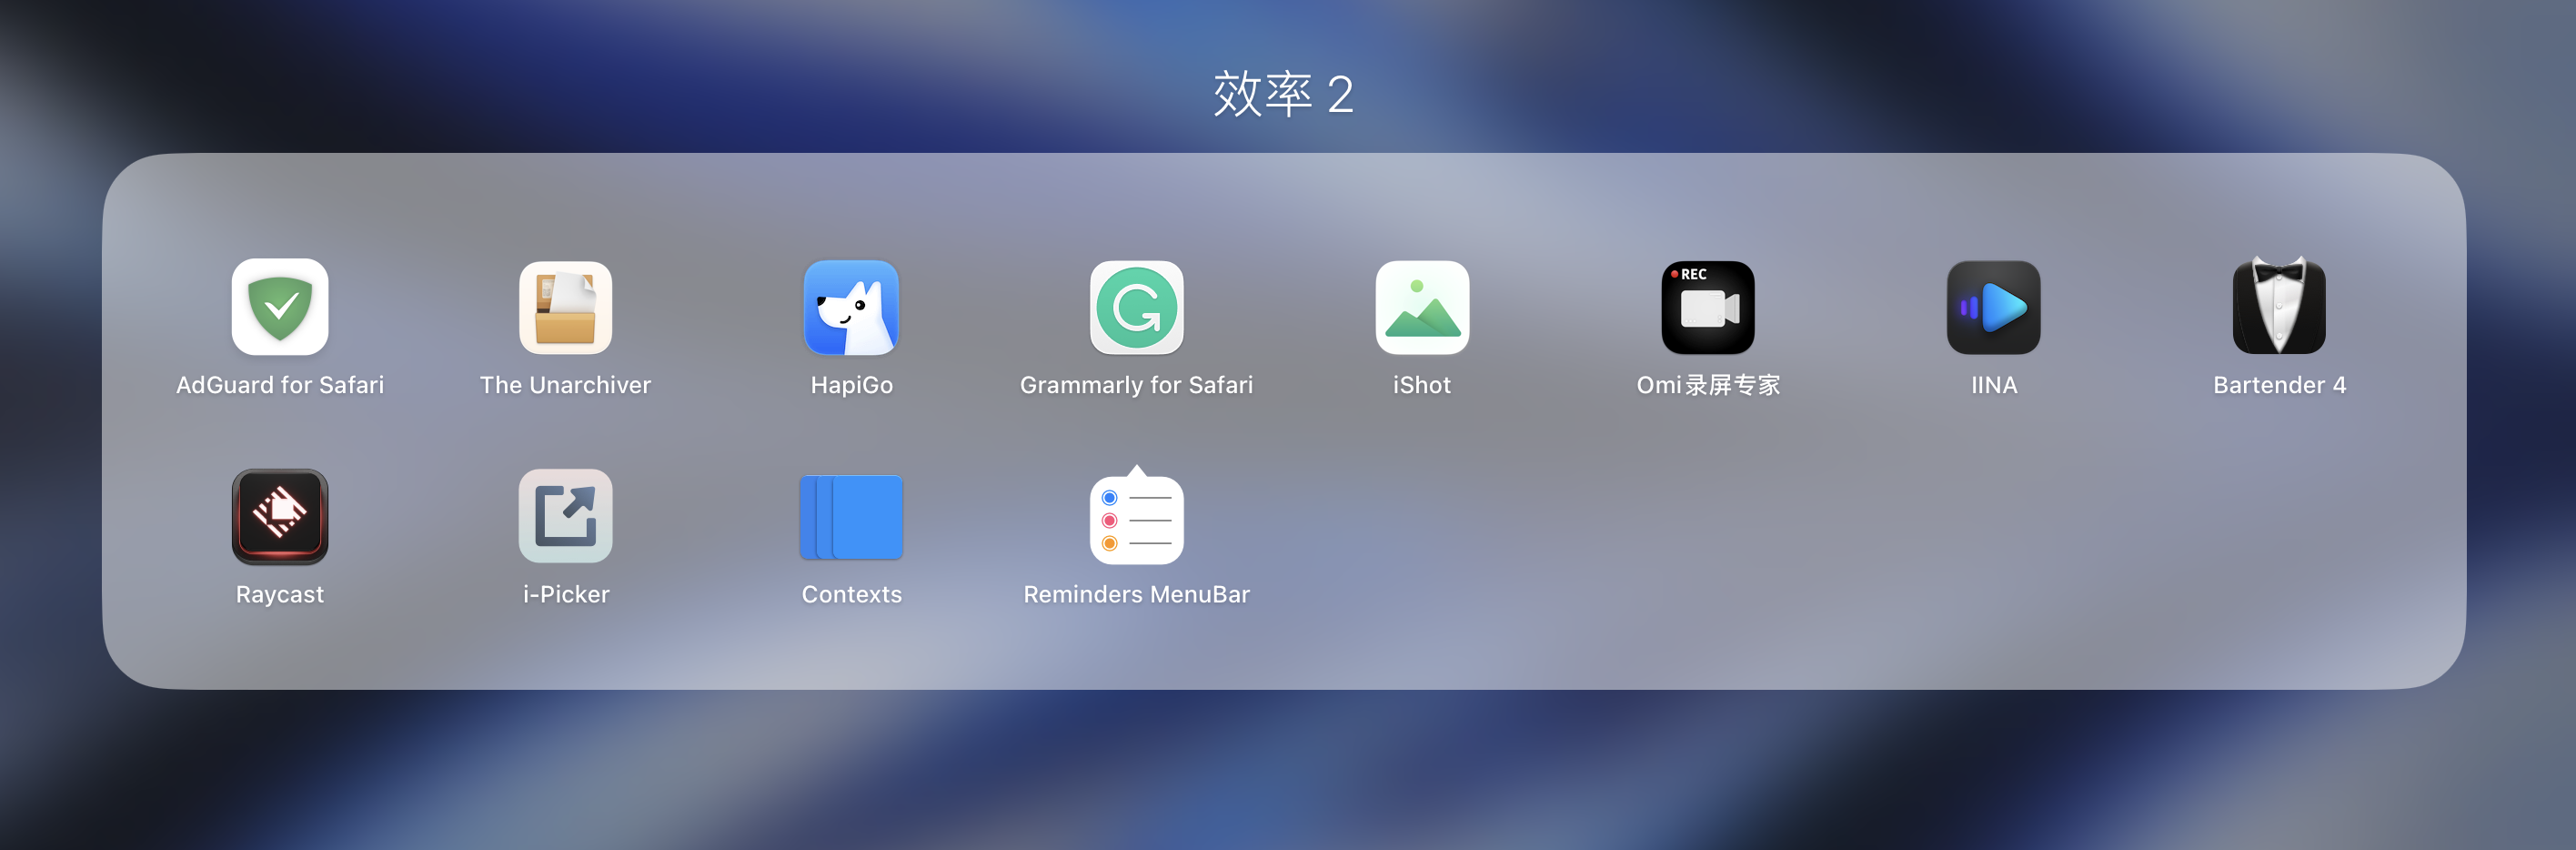 效率 2
AdGuard for Safari
The Unarchiver
HapiGo
Grammarly for Safari
iShot
REC
Omi录屏专家
IINA
Bartender 4
Raycast
i-Picker
Contexts
Reminders MenuBar